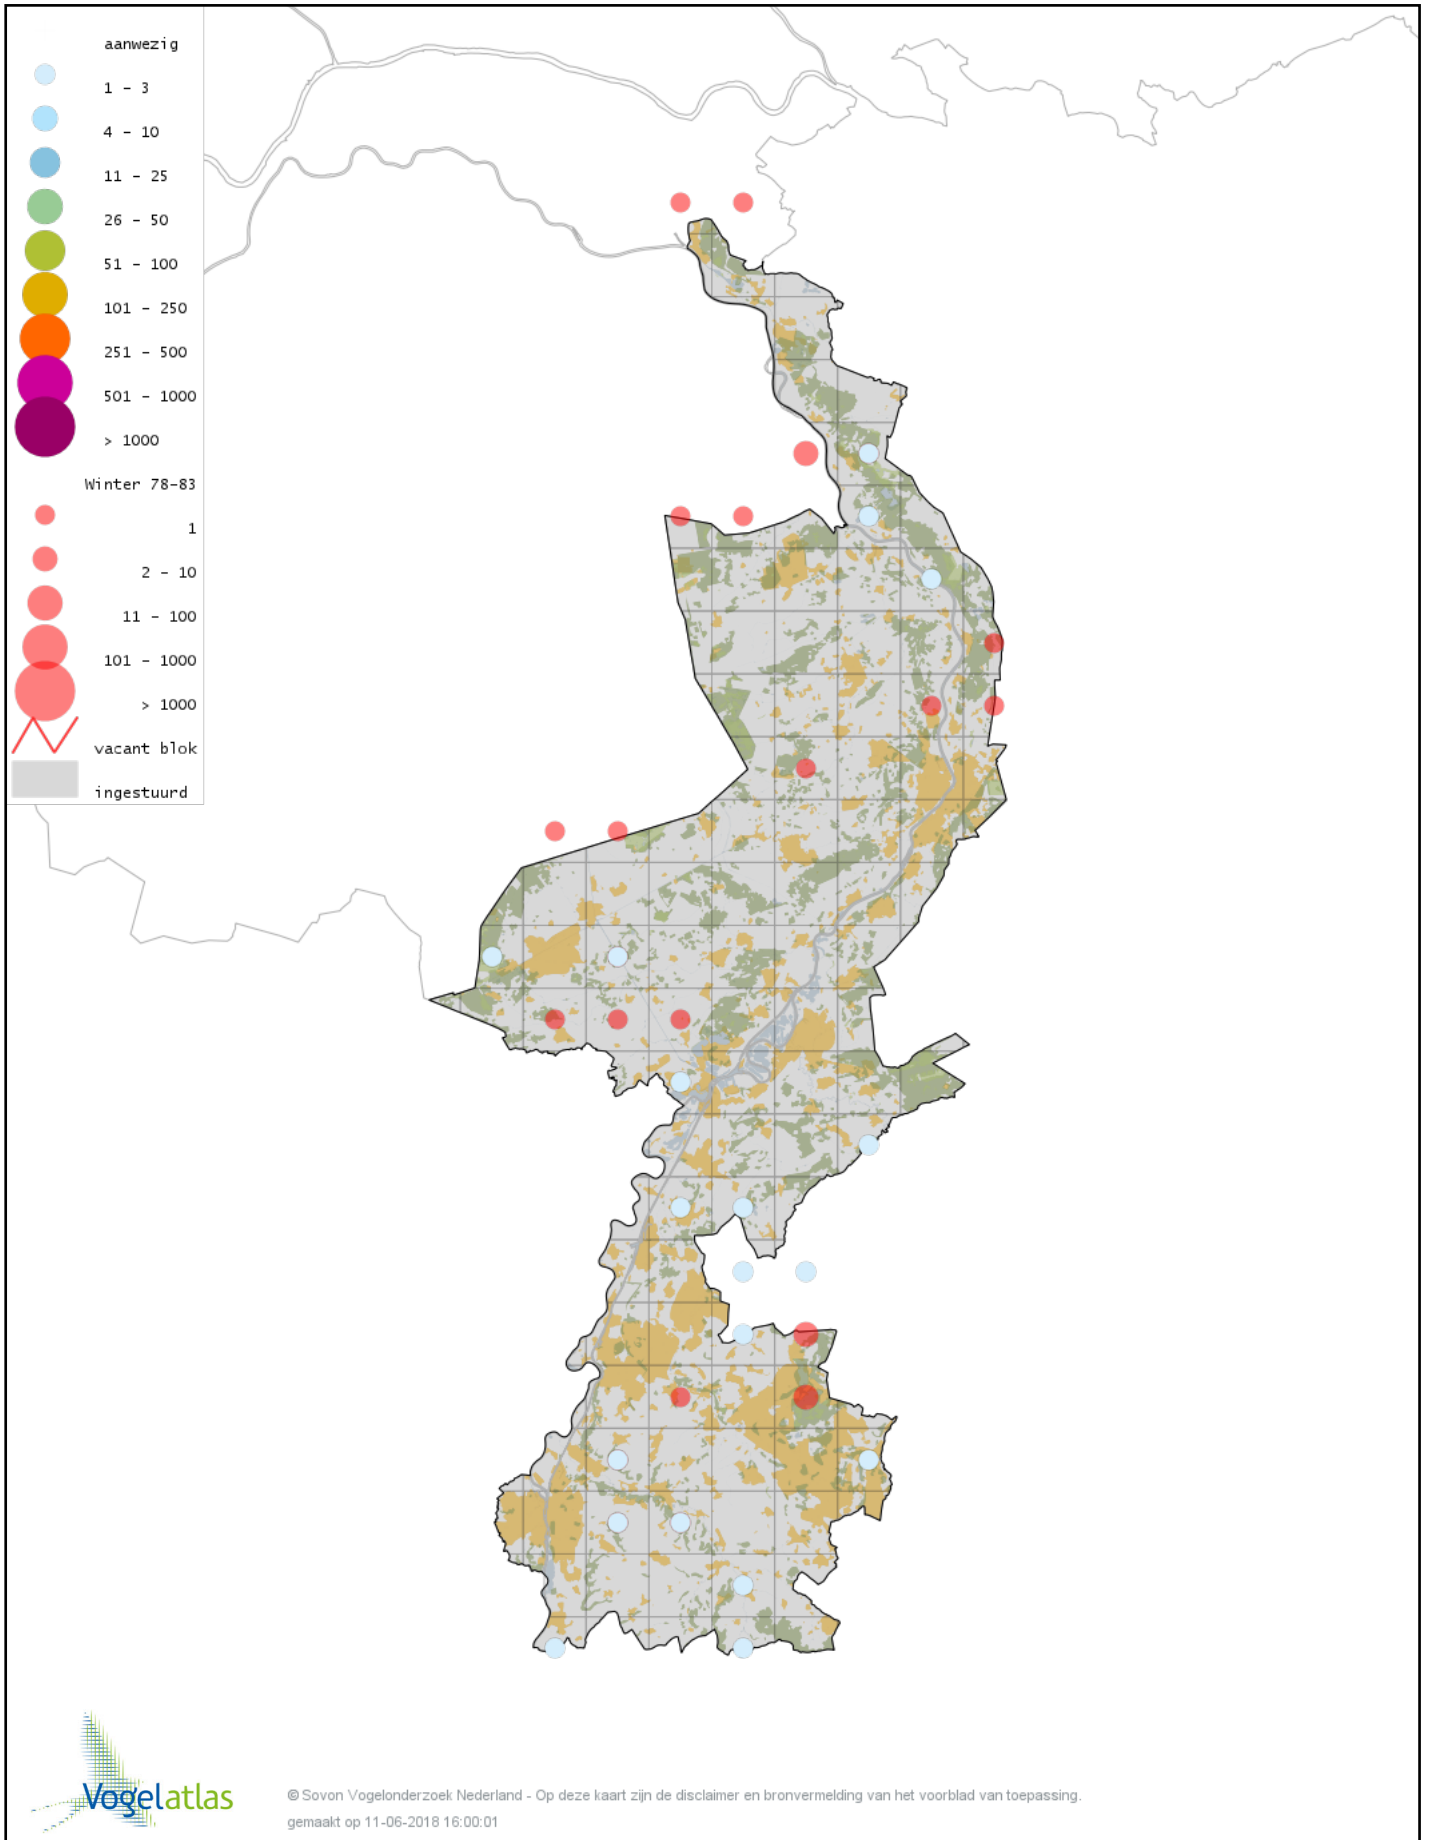 aanwezig
1 – 3
4 – 10
11 – 25
26 – 50
51 – 100
101 – 250
251 – 500
501 – 1000
> 1000
Winter 78–83
1
2 – 10
11 – 100
101 – 1000
> 1000
vacant blok
ingestuurd
Vogelatlas
© Sovon Vogelonderzoek Nederland - Op deze kaart zijn de disclaimer en bronvermelding van het voorblad van toepassing.
gemaakt op 11-06-2018 16:00:01